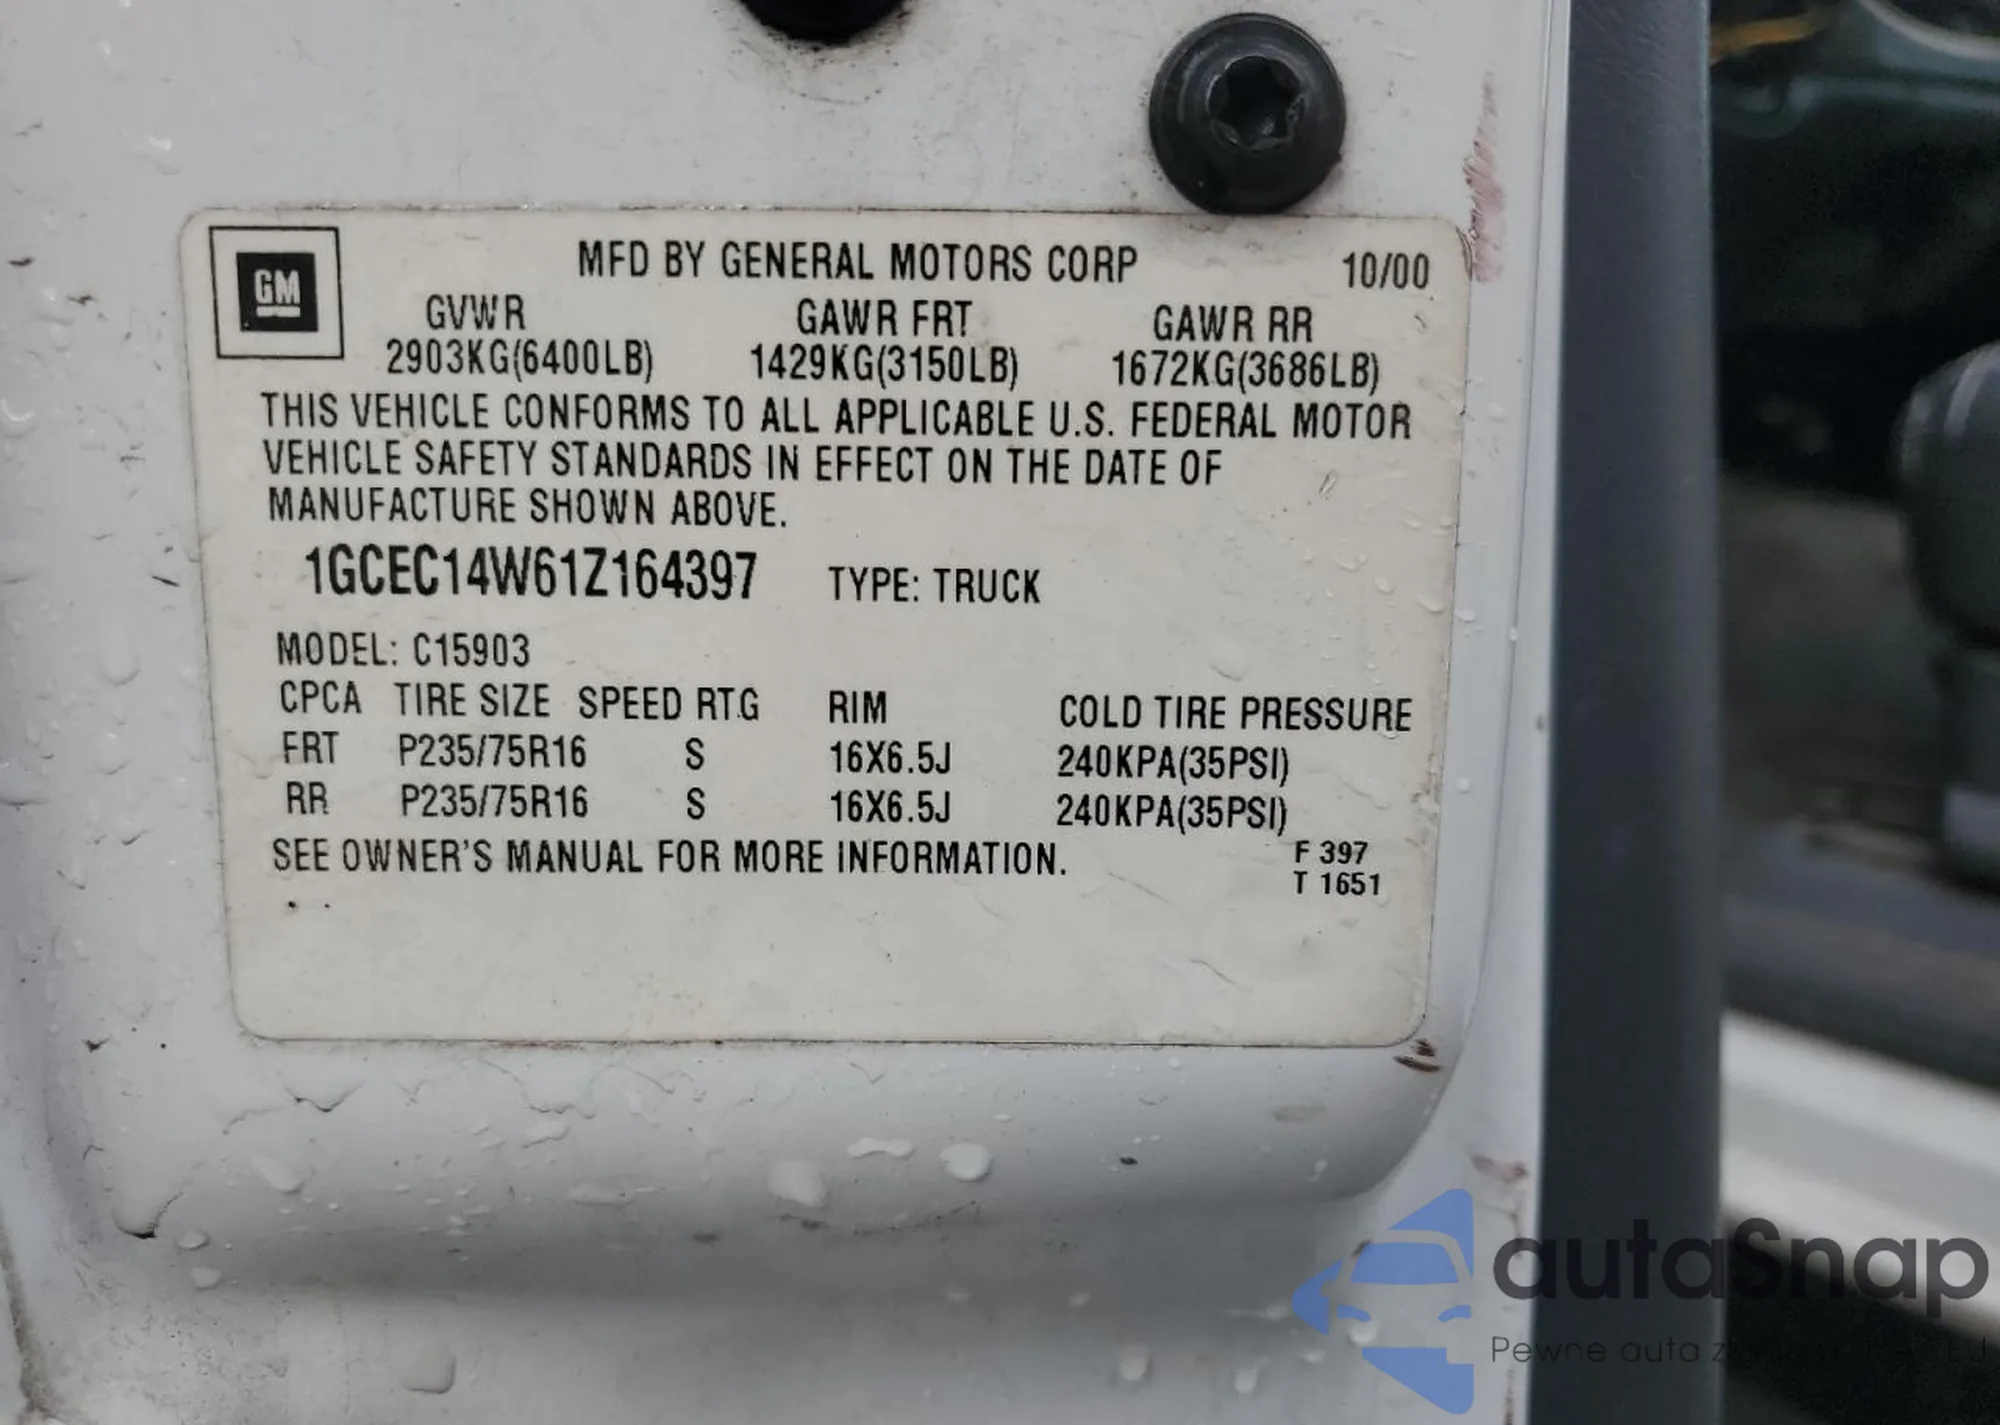 GM
MFD BY GENERAL MOTORS CORP 10/00
GVWR GAWR FRT GAWR RR
2903KG(6400LB) 1429KG(3150LB) 1672KG(3686LB)
THIS VEHICLE CONFORMS TO ALL APPLICABLE U.S. FEDERAL MOTOR
VEHICLE SAFETY STANDARDS IN EFFECT ON THE DATE OF
MANUFACTURE SHOWN ABOVE.
1GCEC14W61Z164397 TYPE: TRUCK
MODEL: C15903
CPCA TIRE SIZE SPEED RTG RIM COLD TIRE PRESSURE
FRT P235/75R16 S 16X6.5J 240KPA(35PSI)
RR P235/75R16 S 16X6.5J 240KPA(35PSI)
SEE OWNER'S MANUAL FOR MORE INFORMATION.
F 397
T 1651
autaSnap
Pewne auta